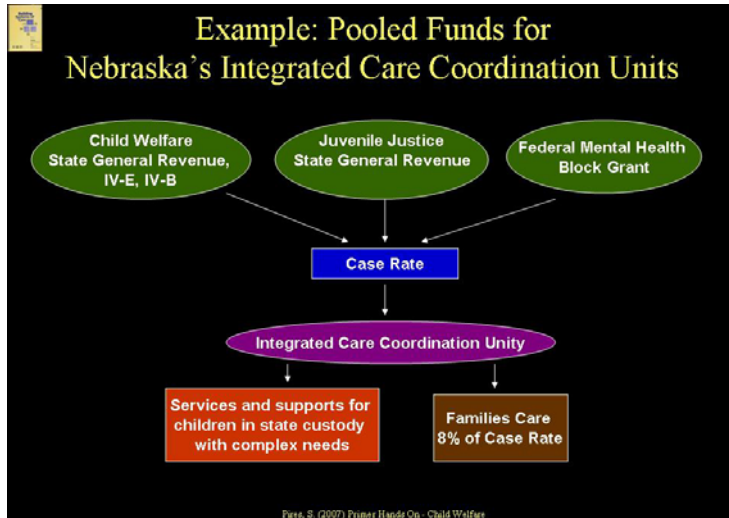 Example: Pooled Funds for
Nebraska's Integrated Care Coordination Units
Child Welfare
State General Revenue,
IV-E, IV-B
Juvenile Justice
State General Revenue
Federal Mental Health
Block Grant
Case Rate
Integrated Care Coordination Unity
Services and supports for
children in state custody
with complex needs
Families Care
8% of Case Rate
Pires, S. (2007) Primer Hands On - Child Welfare